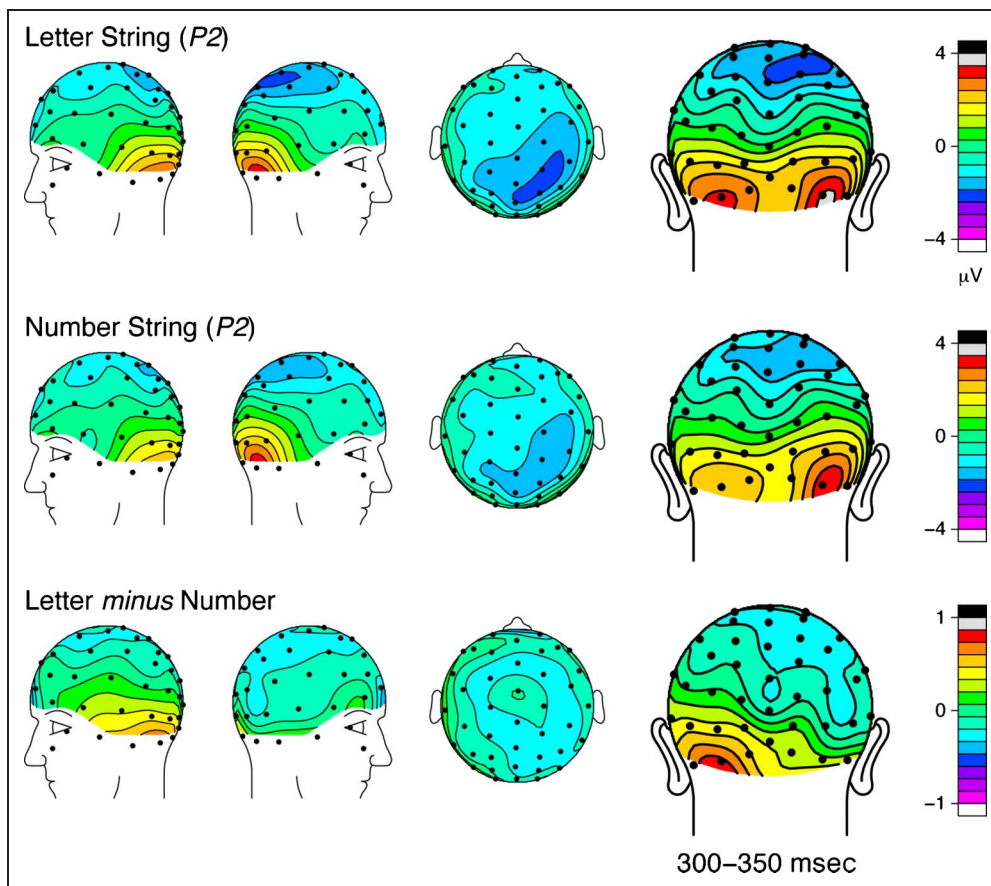 Letter String (P2)
4
0
−4
μV
Number String (P2)
4
0
−4
Letter minus Number
1
0
−1
300–350 msec